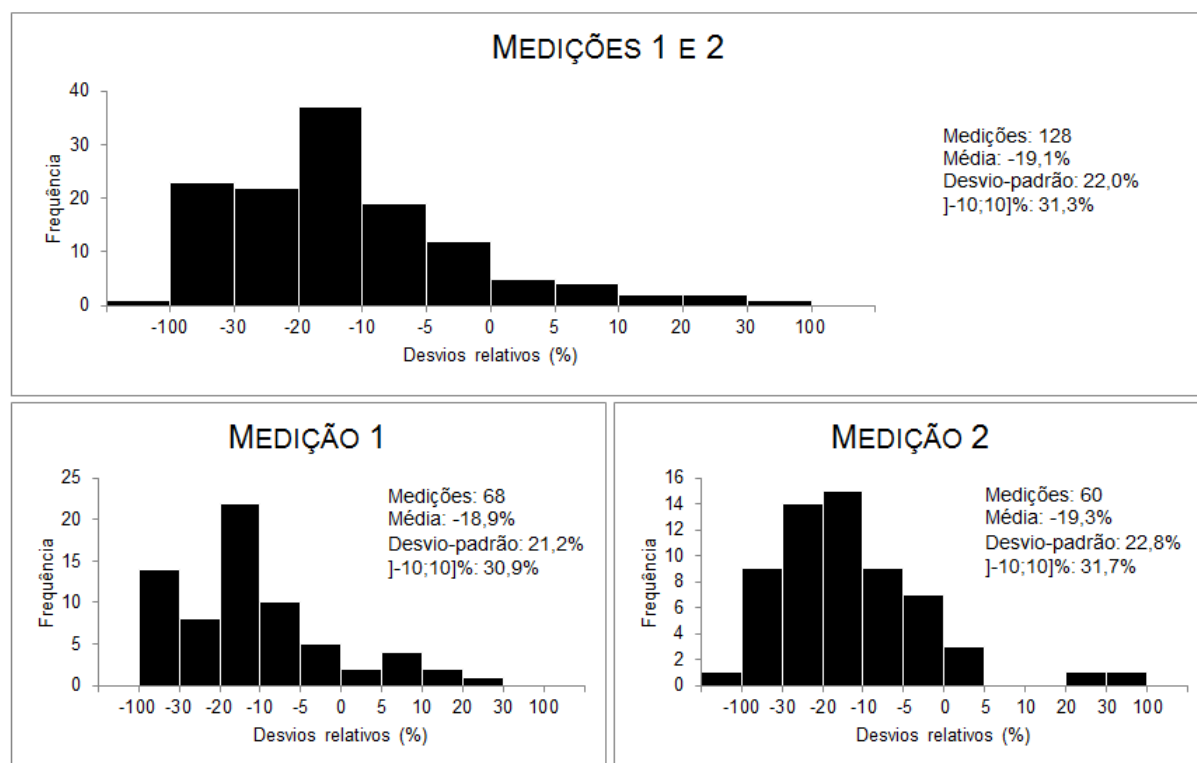 MEDIÇÕES 1 E 2
40
30
20
10
0
Frequência
Medições: 128
Média: -19,1%
Desvio-padrão: 22,0%
]-10;10]%: 31,3%
-100 -30 -20 -10 -5 0 5 10 20 30 100
Desvios relativos (%)
MEDIÇÃO 1
25
20
15
10
5
0
Frequência
Medições: 68
Média: -18,9%
Desvio-padrão: 21,2%
]-10;10]%: 30,9%
-100 -30 -20 -10 -5 0 5 10 20 30 100
Desvios relativos (%)
MEDIÇÃO 2
16
14
12
10
8
6
4
2
0
Frequência
Medições: 60
Média: -19,3%
Desvio-padrão: 22,8%
]-10;10]%: 31,7%
-100 -30 -20 -10 -5 0 5 10 20 30 100
Desvios relativos (%)